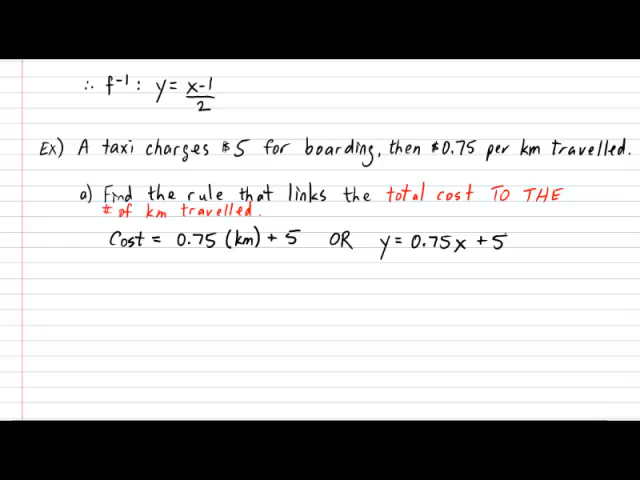 ∴ f⁻¹: y = x-1
2
Ex) A taxi charges $5 for boarding, then $0.75 per km travelled.
a) Find the rule that links the total cost TO THE
# of km travelled.
Cost = 0.75 (km) + 5 OR y = 0.75x + 5